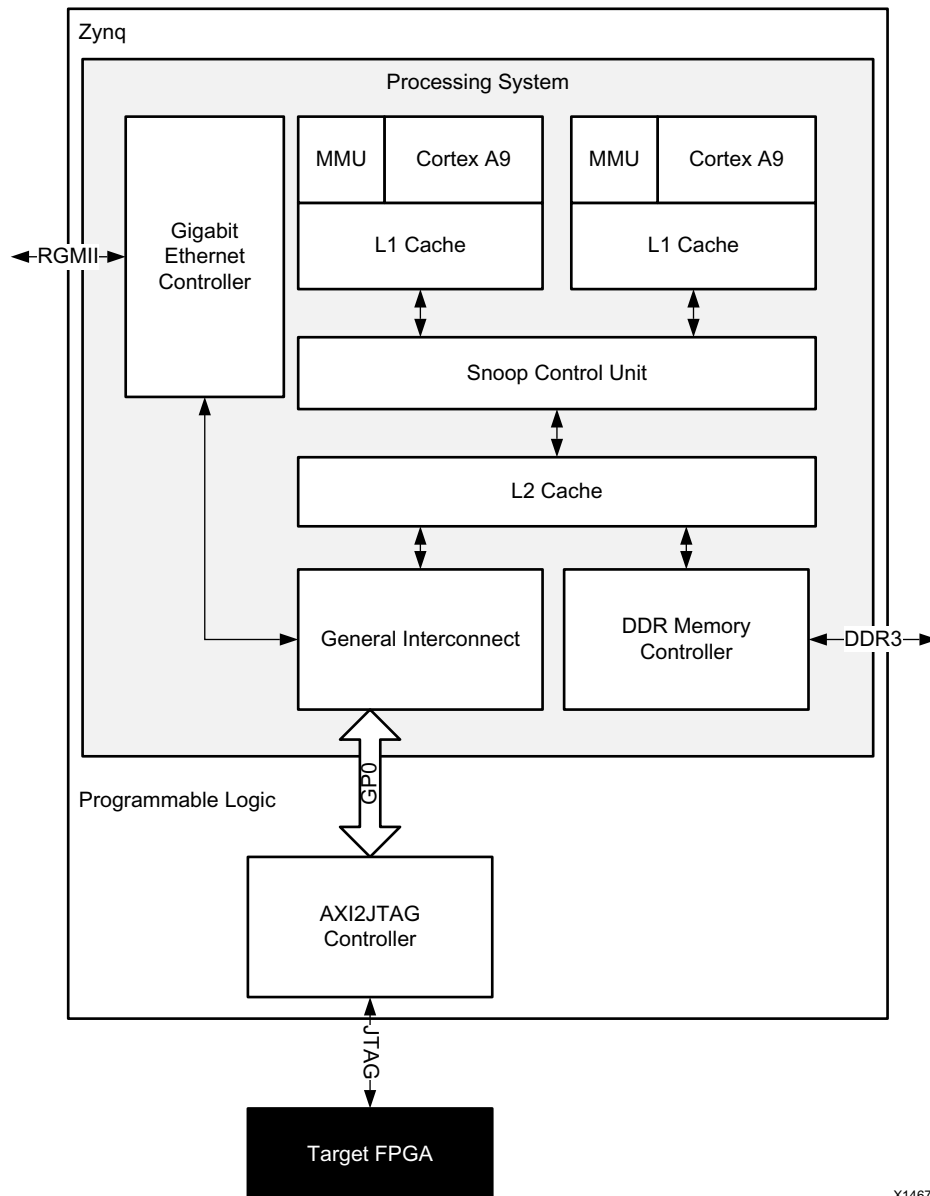 Zynq
Processing System
MMU
Cortex A9
MMU
Cortex A9
Gigabit
Ethernet
Controller
L1 Cache
L1 Cache
RGMII
Snoop Control Unit
L2 Cache
General Interconnect
DDR Memory
Controller
DDR3
GP0
Programmable Logic
AXI2JTAG
Controller
JTAG
Target FPGA